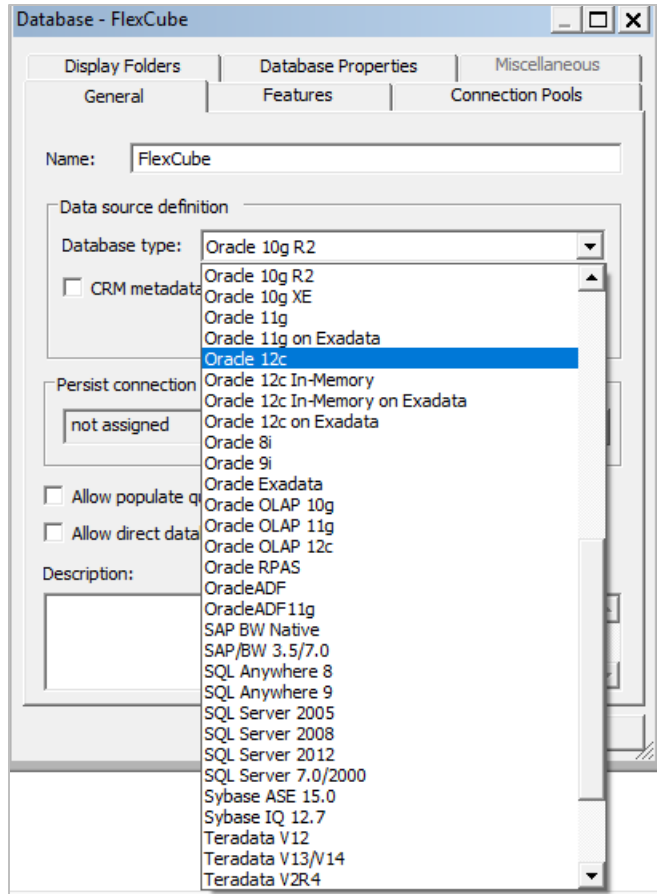 Database - FlexCube
Display Folders Database Properties Miscellaneous
General Features Connection Pools
Name: FlexCube
Data source definition
Database type: Oracle 10g R2
CRM metadata
Persist connection
not assigned
Allow populate qu
Allow direct datab
Description:
Oracle 10g R2
Oracle 10g XE
Oracle 11g
Oracle 11g on Exadata
Oracle 12c
Oracle 12c In-Memory
Oracle 12c In-Memory on Exadata
Oracle 12c on Exadata
Oracle 8i
Oracle 9i
Oracle Exadata
Oracle OLAP 10g
Oracle OLAP 11g
Oracle OLAP 12c
Oracle RPAS
OracleADF
OracleADF11g
SAP BW Native
SAP/BW 3.5/7.0
SQL Anywhere 8
SQL Anywhere 9
SQL Server 2005
SQL Server 2008
SQL Server 2012
SQL Server 7.0/2000
Sybase ASE 15.0
Sybase IQ 12.7
Teradata V12
Teradata V13/V14
Teradata V2R4